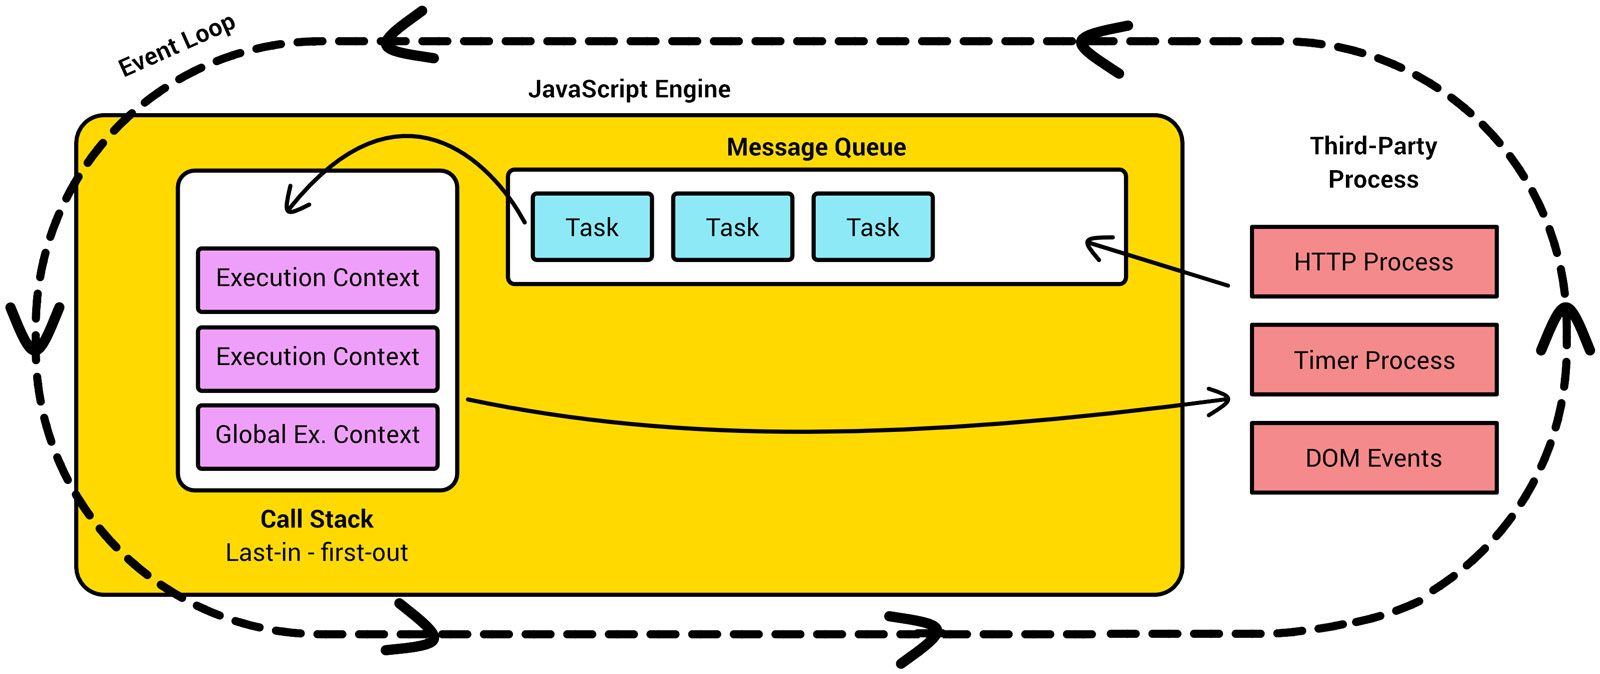 Event Loop
JavaScript Engine
Message Queue
Task
Task
Task
Execution Context
Execution Context
Global Ex. Context
Call Stack
Last-in - first-out
Third-Party
Process
HTTP Process
Timer Process
DOM Events